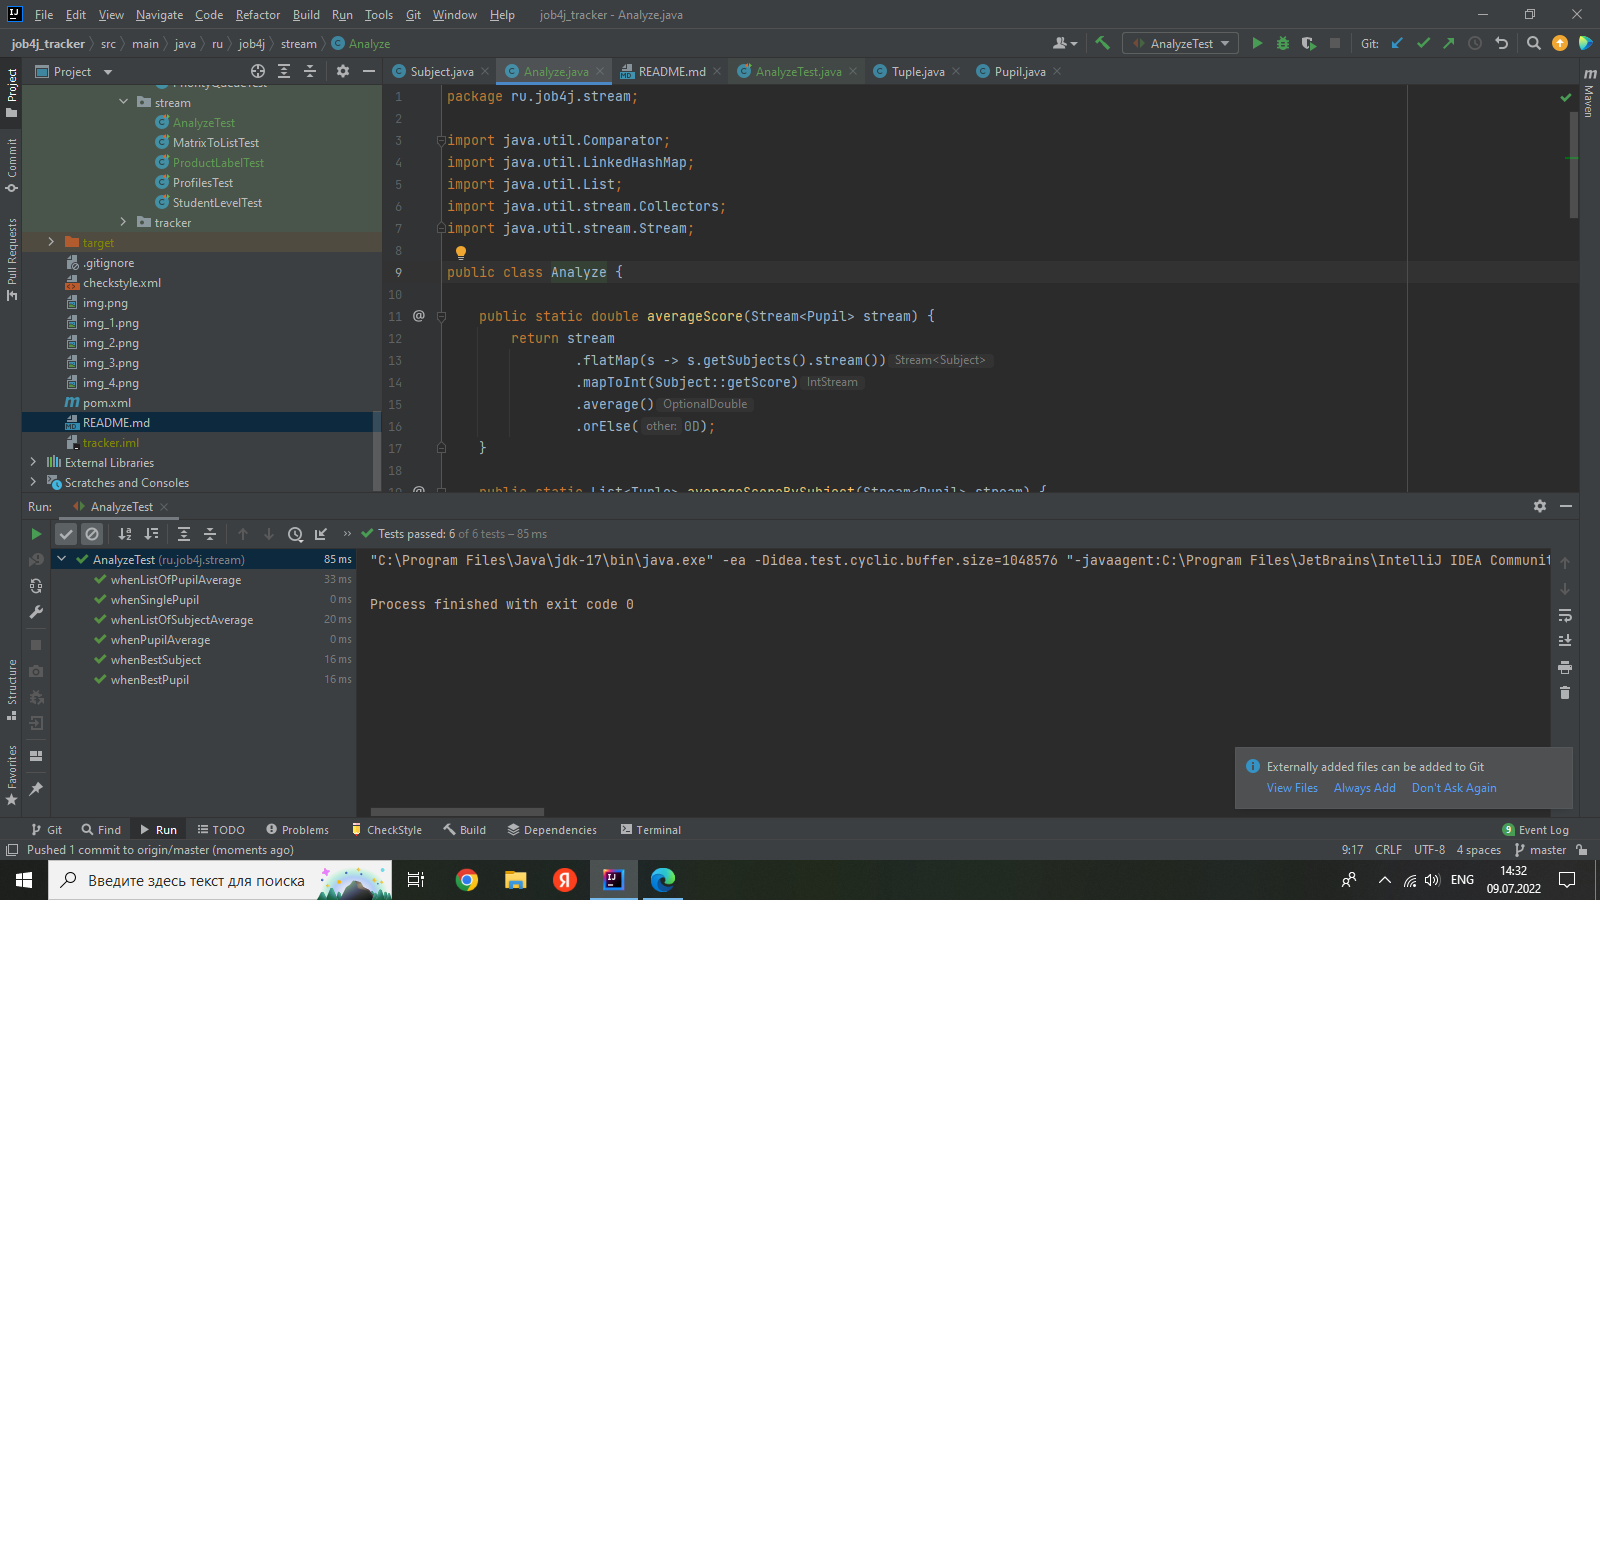 File Edit View Navigate Code Refactor Build Run Tools Git Window Help job4j_tracker - Analyze.java
job4j_tracker src main java ru job4j stream Analyze AnalyzeTest Git:
Project Subject.java Analyze.java README.md AnalyzeTest.java Tuple.java Pupil.java
Project
Commit
Pull Requests
Structure
Favorites
Maven
PriorityQueueTest
stream
AnalyzeTest
MatrixToListTest
ProductLabelTest
ProfilesTest
StudentLevelTest
tracker
target
.gitignore
checkstyle.xml
img.png
img_1.png
img_2.png
img_3.png
img_4.png
pom.xml
README.md
tracker.iml
External Libraries
Scratches and Consoles
1 package ru.job4j.stream;
2
3 import java.util.Comparator;
4 import java.util.LinkedHashMap;
5 import java.util.List;
6 import java.util.stream.Collectors;
7 import java.util.stream.Stream;
8
9 public class Analyze {
10
11 @ public static double averageScore(Stream<Pupil> stream) {
12 return stream
13 .flatMap(s -> s.getSubjects().stream()) Stream<Subject>
14 .mapToInt(Subject::getScore) IntStream
15 .average() OptionalDouble
16 .orElse( other: 0D);
17 }
18
19 @ public static List<Tuple> averageScoreBySubject(Stream<Pupil> stream) {
Run: AnalyzeTest
Tests passed: 6 of 6 tests – 85 ms
AnalyzeTest (ru.job4j.stream) 85 ms
whenListOfPupilAverage 33 ms
whenSinglePupil 0 ms
whenListOfSubjectAverage 20 ms
whenPupilAverage 0 ms
whenBestSubject 16 ms
whenBestPupil 16 ms
"C:\Program Files\Java\jdk-17\bin\java.exe" -ea -Didea.test.cyclic.buffer.size=1048576 "-javaagent:C:\Program Files\JetBrains\IntelliJ IDEA Communit
Process finished with exit code 0
Externally added files can be added to Git
View Files Always Add Don't Ask Again
Git Find Run TODO Problems CheckStyle Build Dependencies Terminal 9 Event Log
Pushed 1 commit to origin/master (moments ago) 9:17 CRLF UTF-8 4 spaces master
Введите здесь текст для поиска ENG 14:32
09.07.2022